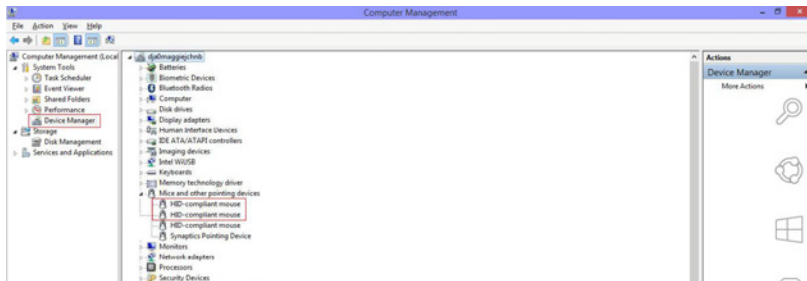 Computer Management
File Action View Help
Computer Management (Local
System Tools
Task Scheduler
Event Viewer
Shared Folders
Performance
Device Manager
Storage
Disk Management
Services and Applications
Batteries
Biometric Devices
Bluetooth Radios
Computer
Disk drives
Display adapters
Human Interface Devices
IDE ATA/ATAPI controllers
Imaging devices
Intel WiUSB
Keyboards
Memory technology driver
Mice and other pointing devices
HID-compliant mouse
HID-compliant mouse
HID-compliant mouse
Synaptics Pointing Device
Monitors
Network adapters
Processors
Security Devices
Actions
Device Manager
More Actions